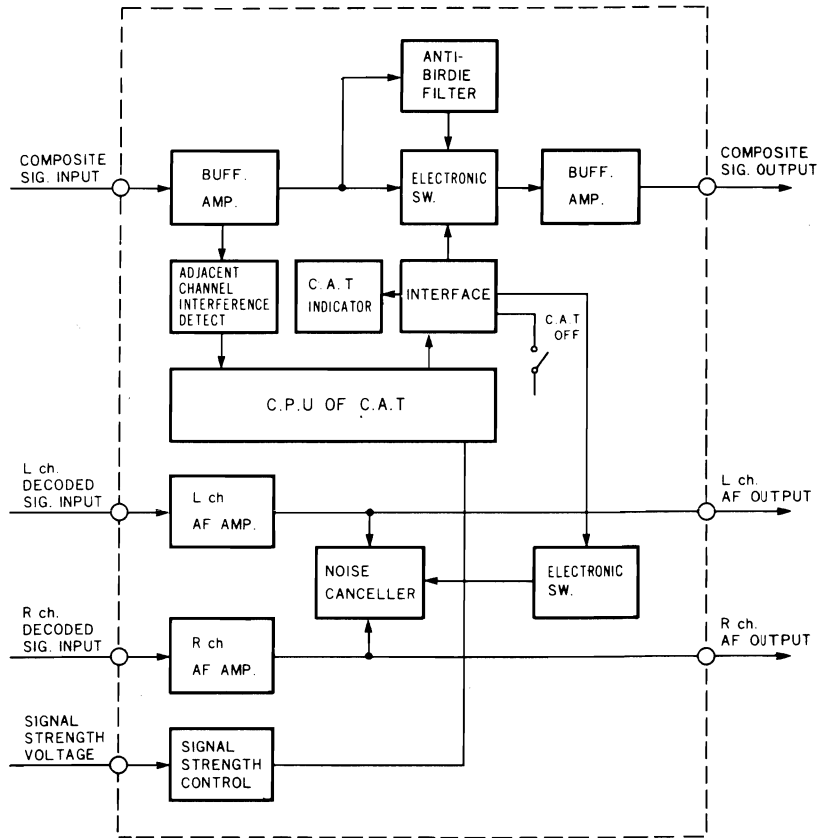 ANTI-
BIRDIE
FILTER
COMPOSITE
SIG. INPUT
BUFF.
AMP.
ELECTRONIC
SW.
BUFF.
AMP.
COMPOSITE
SIG. OUTPUT
ADJACENT
CHANNEL
INTERFERENCE
DETECT
C.A.T
INDICATOR
INTERFACE
C.A.T
OFF
C.P.U OF C.A.T
L ch.
DECODED
SIG. INPUT
L ch
AF AMP.
L ch.
AF OUTPUT
NOISE
CANCELLER
ELECTRONIC
SW.
R ch.
DECODED
SIG. INPUT
R ch
AF AMP.
R ch.
AF OUTPUT
SIGNAL
STRENGTH
VOLTAGE
SIGNAL
STRENGTH
CONTROL